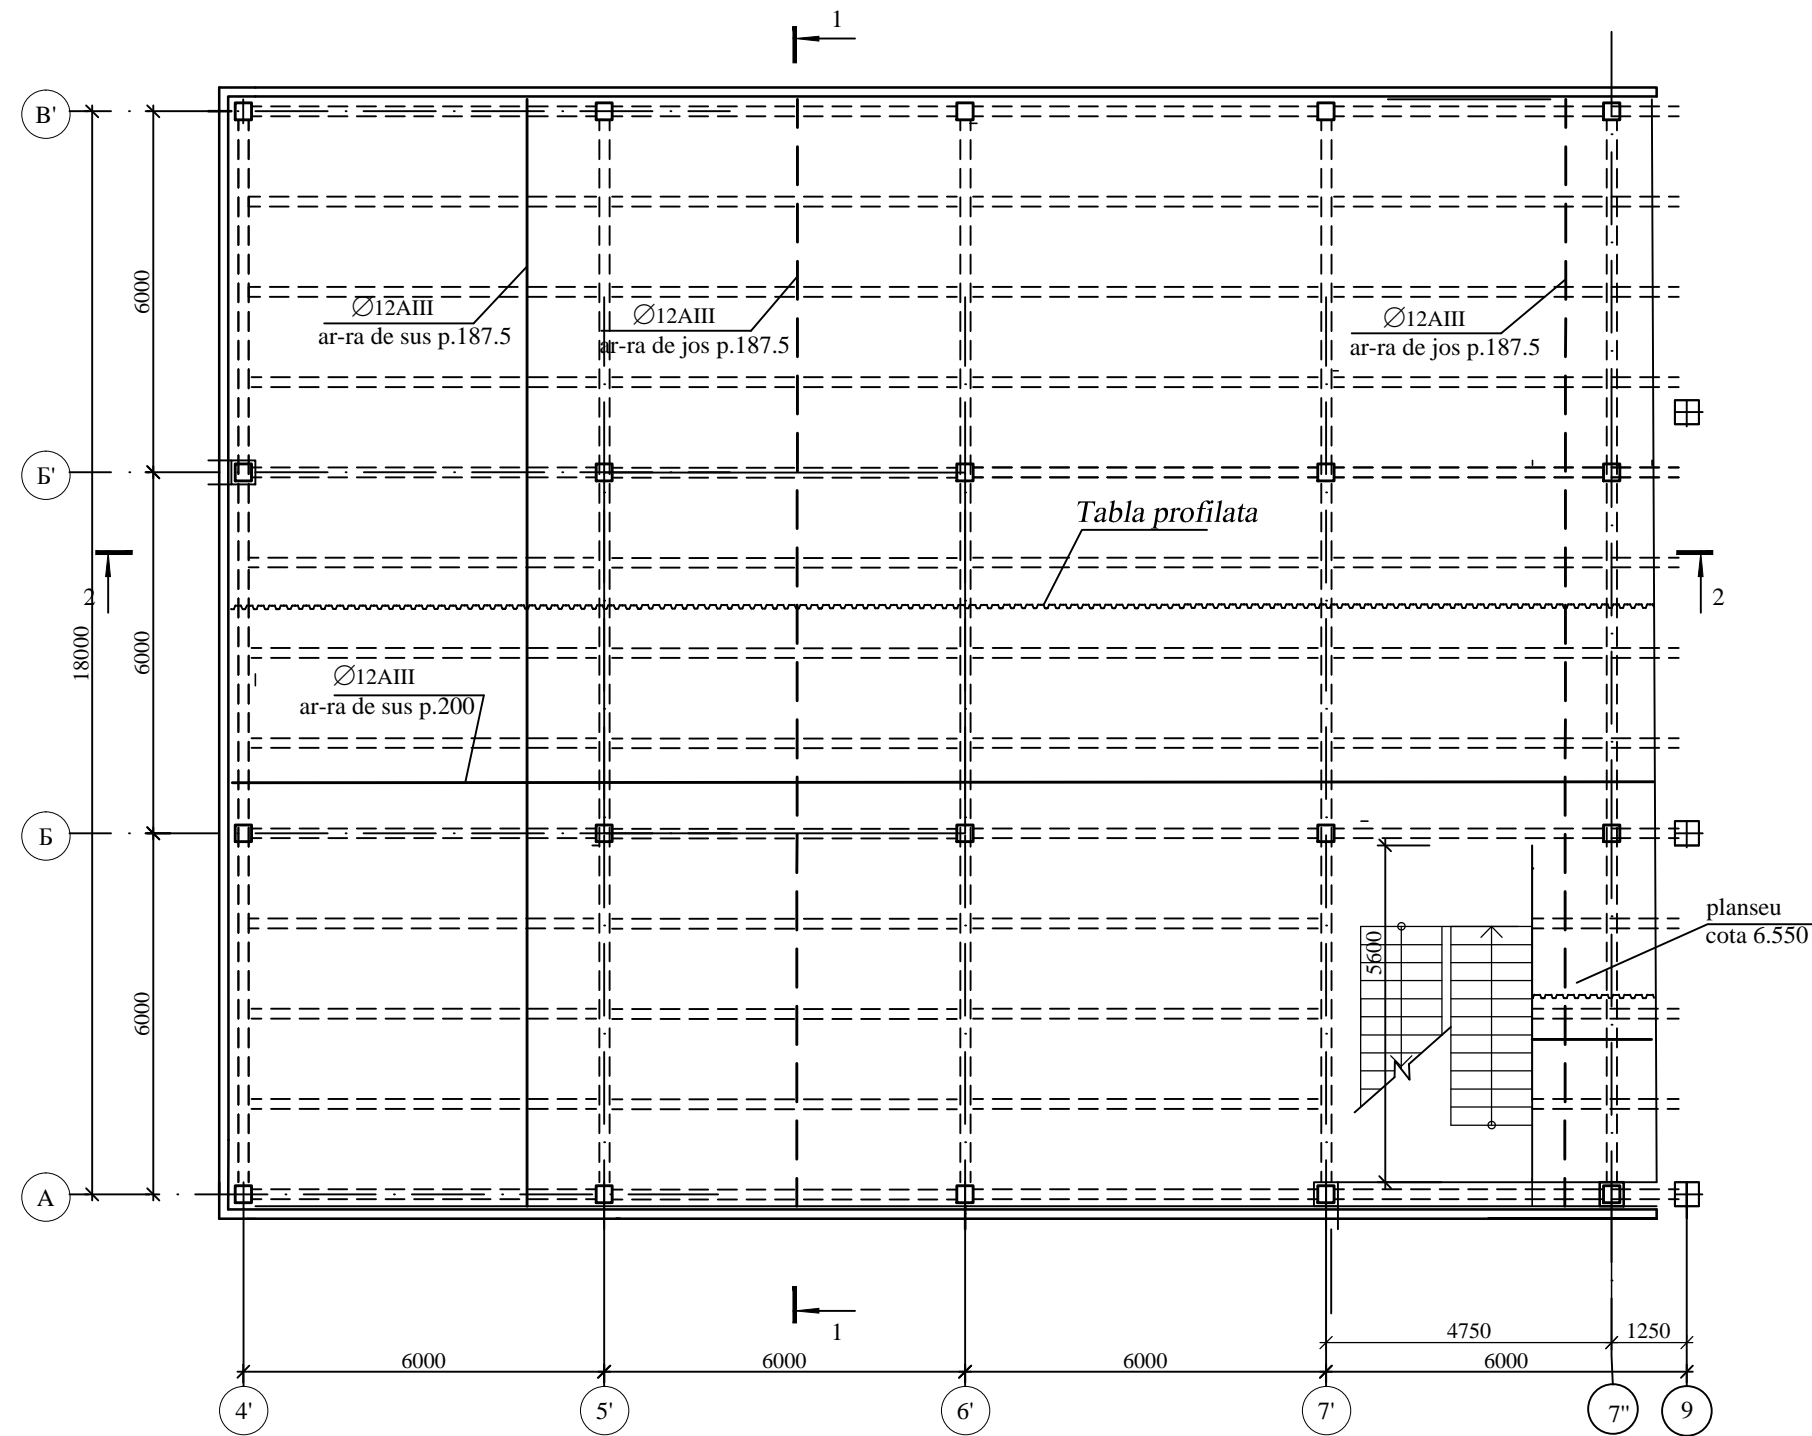 1
В'
6000
∅12AIII
ar-ra de sus p.187.5
∅12AIII
ar-ra de jos p.187.5
∅12AIII
ar-ra de jos p.187.5
Б'
Tabla profilata
2
2
18000
6000
∅12AIII
ar-ra de sus p.200
Б
planseu
cota 6.550
5600
6000
А
1
4750
1250
6000
6000
6000
6000
4'
5'
6'
7'
7"
9